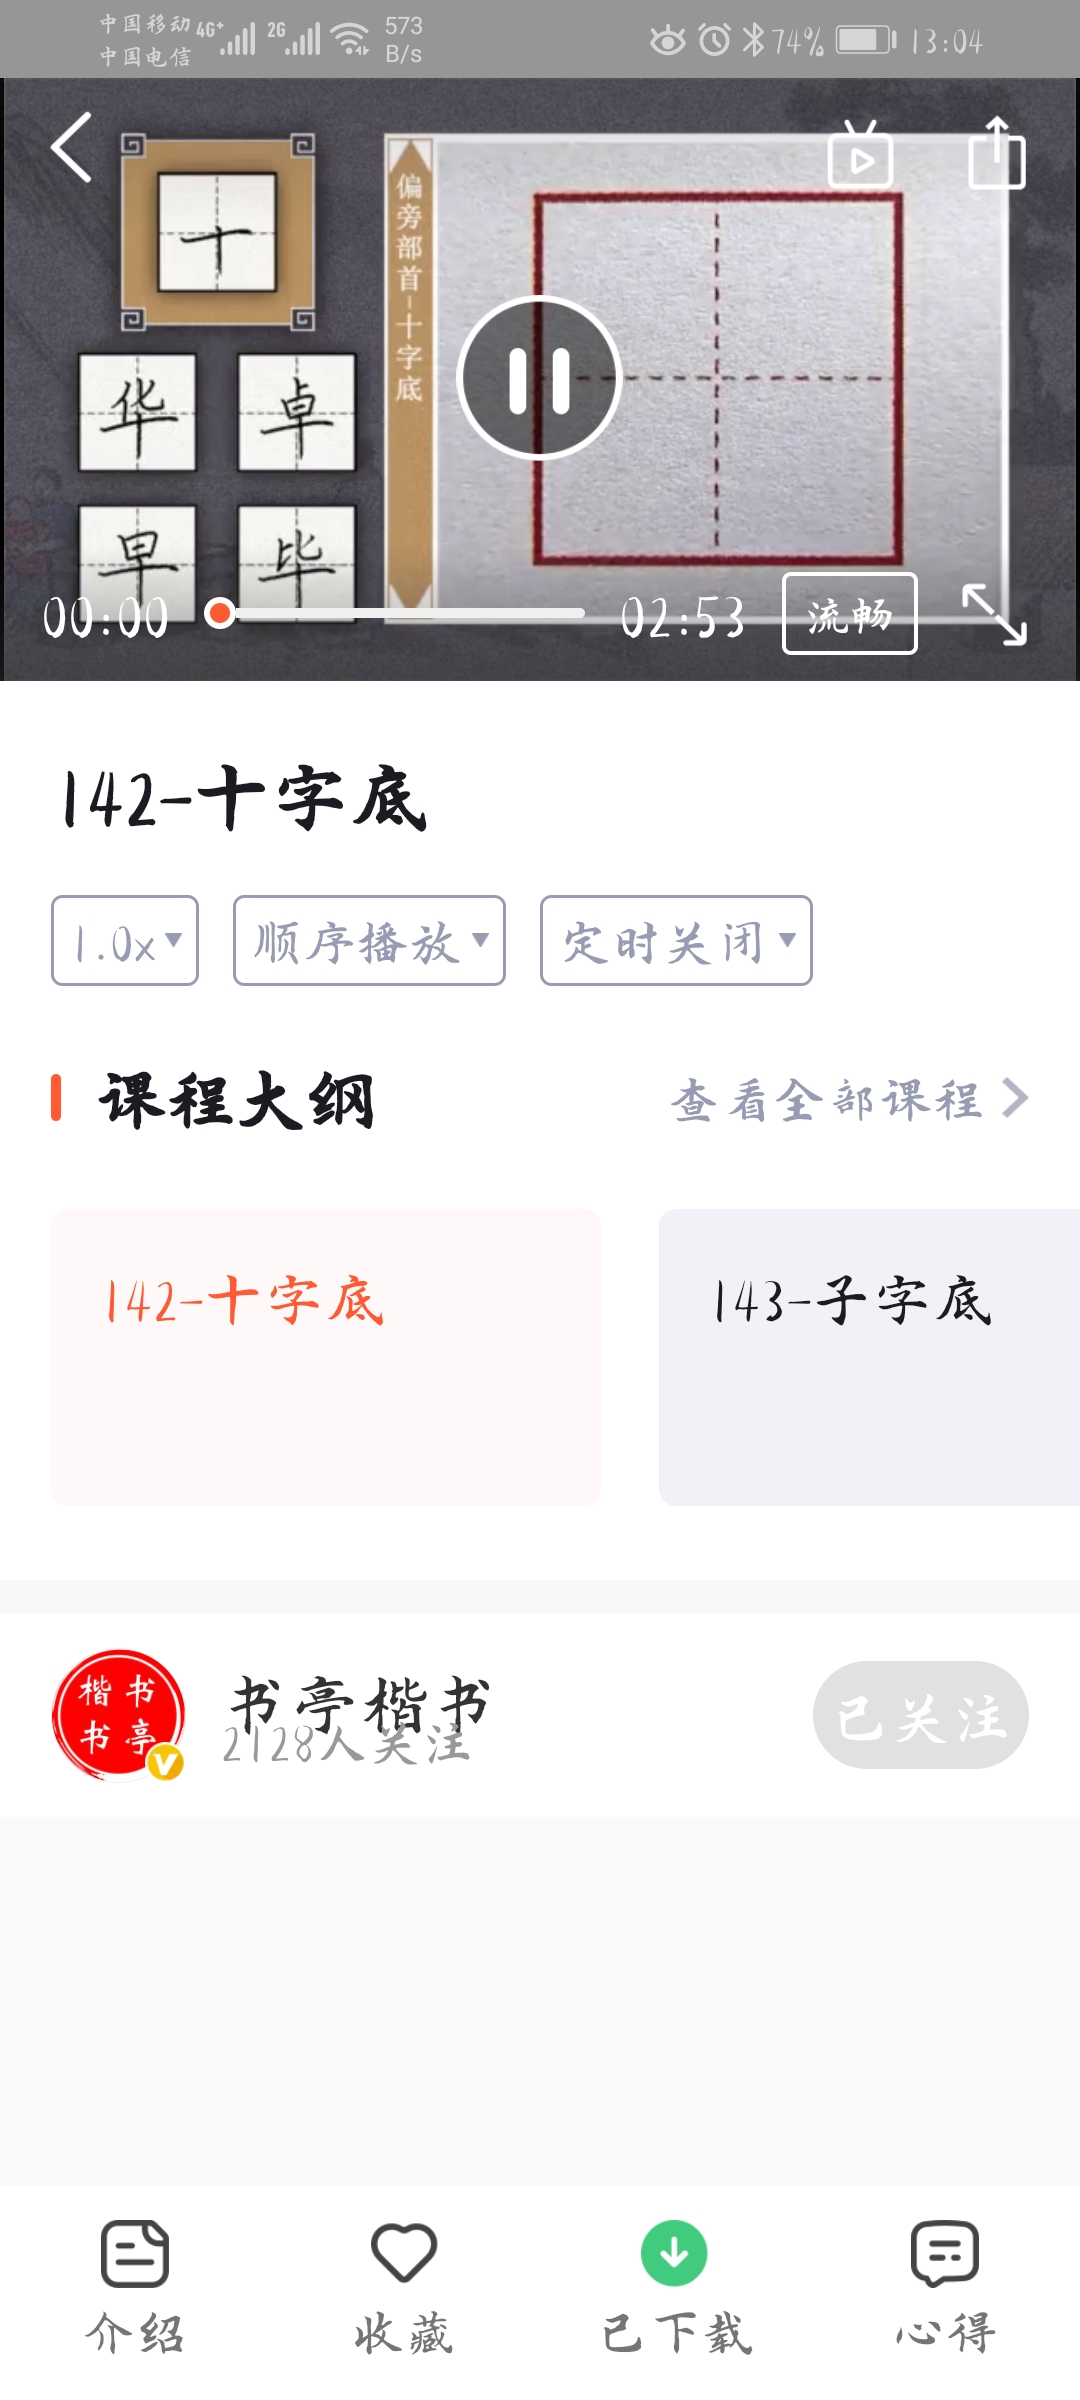 中国移动 4G+ 2G 573
中国电信 B/s 74% 13:04
十
偏旁部首-十字底
华 卓
早 毕
00:00 02:53 流畅
142-十字底
1.0x 顺序播放 定时关闭
课程大纲 查看全部课程
142-十字底 143-子字底
楷书
书亭
V
书亭楷书
2128人关注
已关注
介绍 收藏 已下载 心得